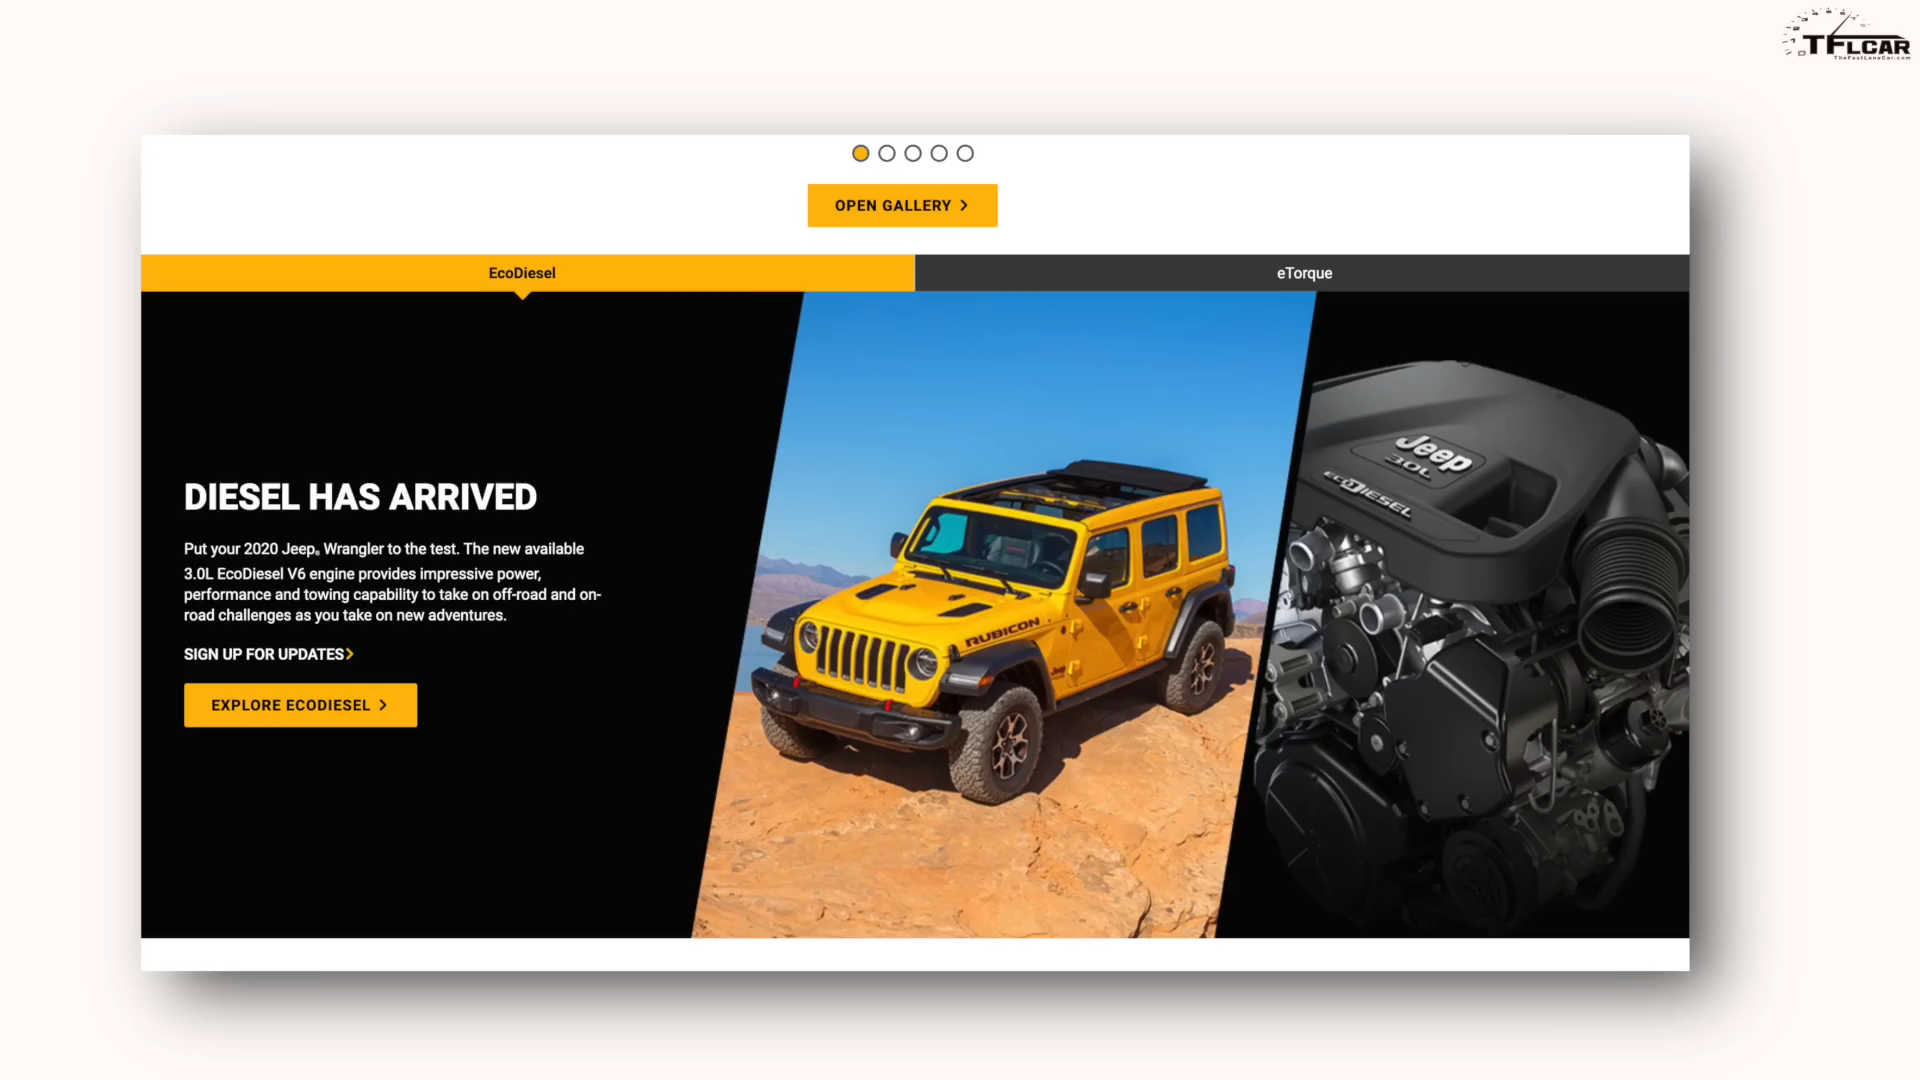 TFLCAR
TheFastLaneCar.com
OPEN GALLERY >
EcoDiesel
eTorque
DIESEL HAS ARRIVED
Put your 2020 Jeep® Wrangler to the test. The new available
3.0L EcoDiesel V6 engine provides impressive power,
performance and towing capability to take on off-road and on-
road challenges as you take on new adventures.
SIGN UP FOR UPDATES>
EXPLORE ECODIESEL >
RUBICON
Jeep
3.0L
ECODIESEL